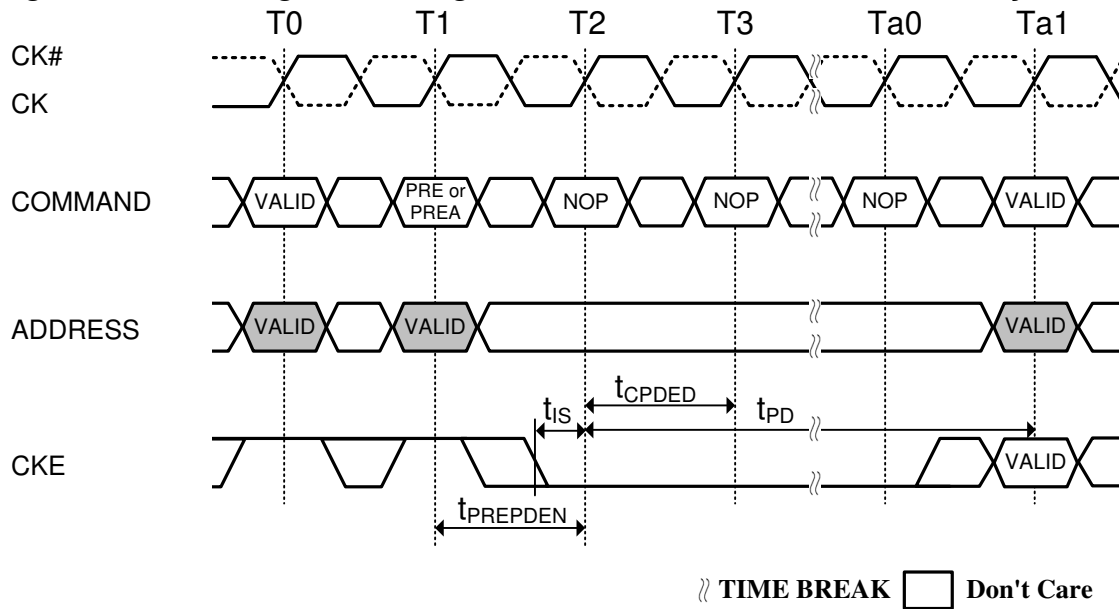 T0 T1 T2 T3 Ta0 Ta1
CK#
CK
COMMAND VALID PRE or PREA NOP NOP NOP VALID
ADDRESS VALID VALID VALID
tIS tCPDED tPD
CKE VALID
tPREPDEN
TIME BREAK Don't Care